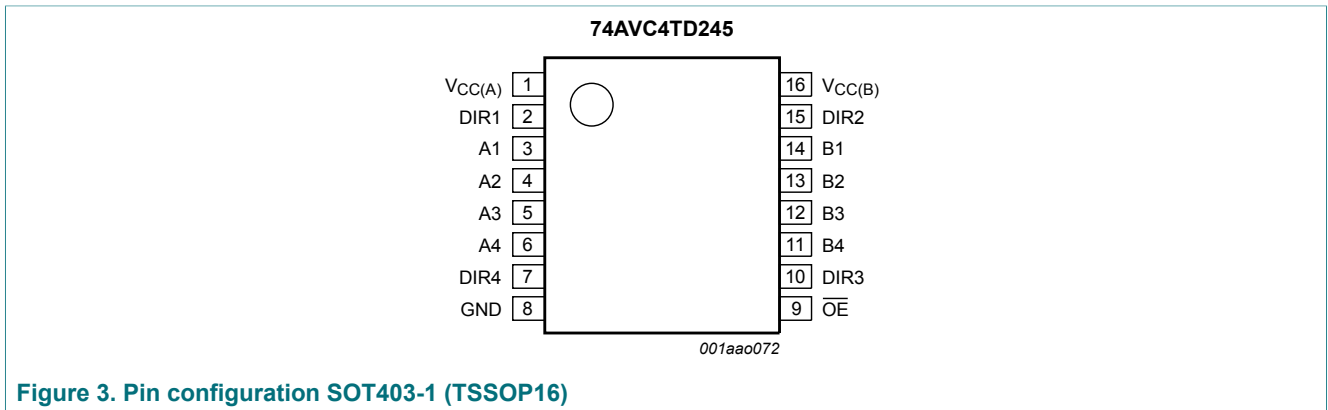 74AVC4TD245
VCC(A) 1 16 VCC(B)
DIR1 2 15 DIR2
A1 3 14 B1
A2 4 13 B2
A3 5 12 B3
A4 6 11 B4
DIR4 7 10 DIR3
GND 8 9 O̅E̅
001aao072
Figure 3. Pin configuration SOT403-1 (TSSOP16)